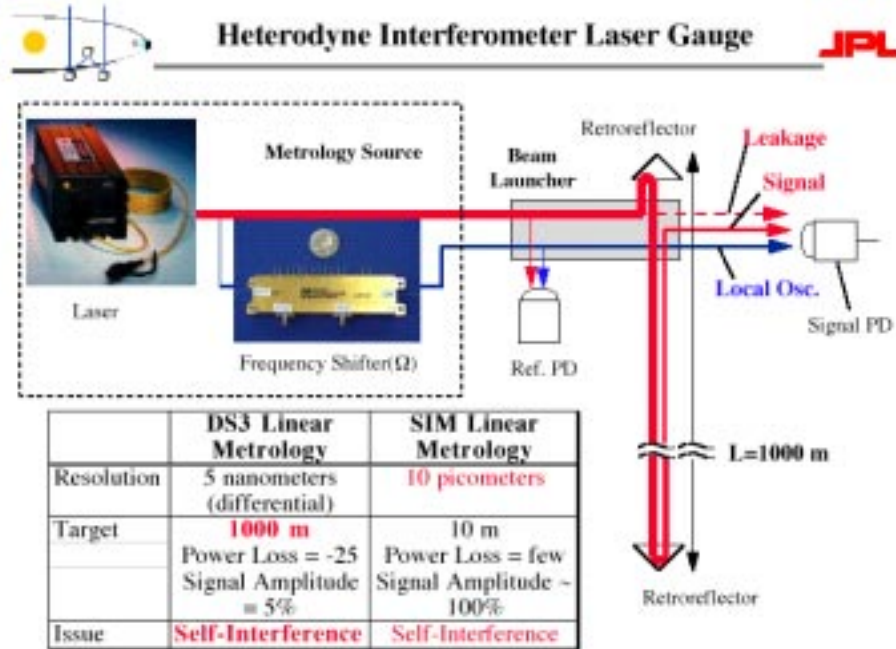 Heterodyne Interferometer Laser Gauge
JPL
Metrology Source
Laser
Frequency Shifter(Ω)
Beam
Launcher
Ref. PD
Retroreflector
Leakage
Signal
Local Osc.
Signal PD
L=1000 m
Retroreflector
DS3 Linear
Metrology
SIM Linear
Metrology
Resolution
5 nanometers
(differential)
10 picometers
Target
1000 m
Power Loss = -25
Signal Amplitude
= 5%
10 m
Power Loss = few
Signal Amplitude ~
100%
Issue
Self-Interference
Self-Interference